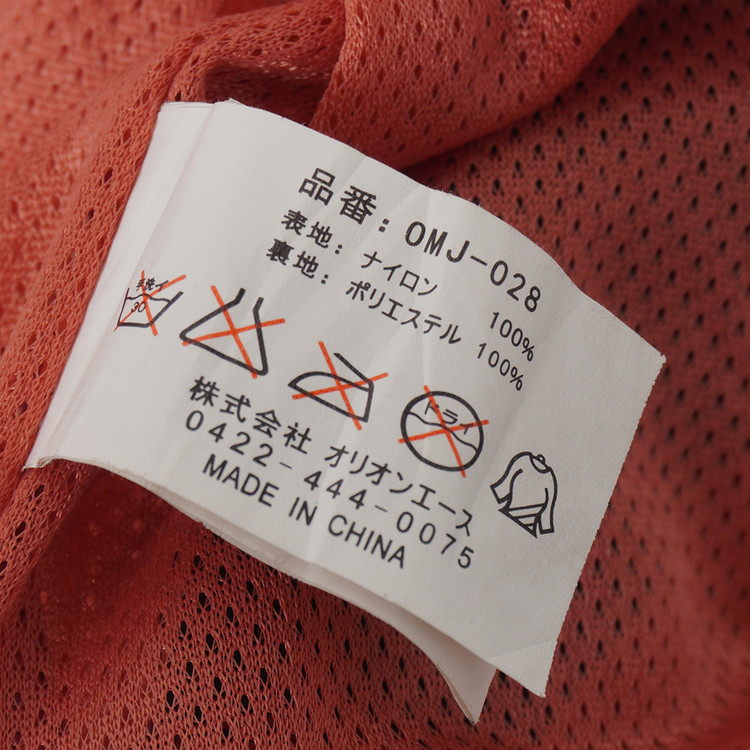 品番: OMJ-028
表地: ナイロン 100%
裏地: ポリエステル 100%
手洗イ
30
ドライ
株式会社 オリオンエース
0422-444-0075
MADE IN CHINA